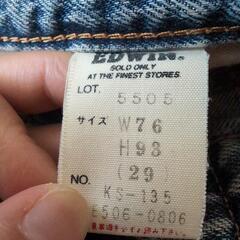 EDWIN.
SOLD ONLY
AT THE FINEST STORES.
LOT. 5505
サイズ W76
H93
(29)
NO. KS-135
E506-0806